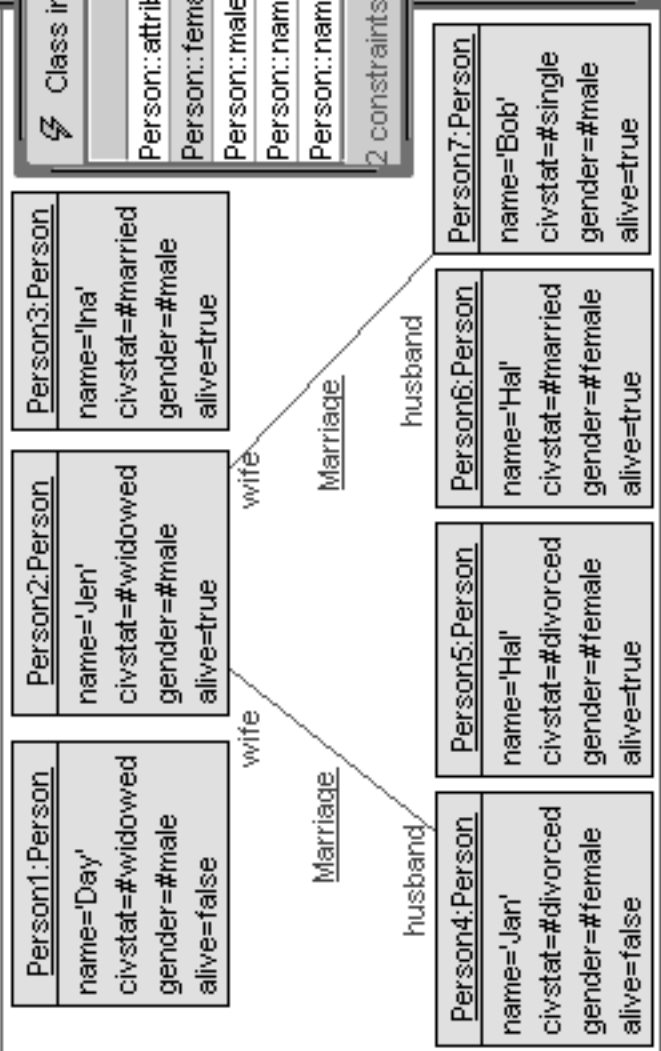 Person1:Person
name='Day'
civstat=#widowed
gender=#male
alive=false
Person2:Person
name='Jen'
civstat=#widowed
gender=#male
alive=true
Person3:Person
name='Ina'
civstat=#married
gender=#male
alive=true
Class in
Person::attrib
Person::fema
Person::male
Person::nam
Person::nam
2 constraints
wife
wife
Marriage
Marriage
husband
husband
Person4:Person
name='Jan'
civstat=#divorced
gender=#female
alive=false
Person5:Person
name='Hal'
civstat=#divorced
gender=#female
alive=true
Person6:Person
name='Hal'
civstat=#married
gender=#female
alive=true
Person7:Person
name='Bob'
civstat=#single
gender=#male
alive=true